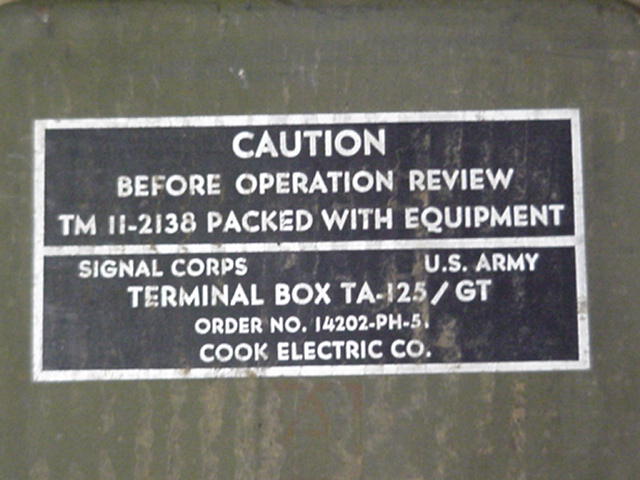 CAUTION
BEFORE OPERATION REVIEW
TM 11-2138 PACKED WITH EQUIPMENT
SIGNAL CORPS U.S. ARMY
TERMINAL BOX TA-125/GT
ORDER NO. 14202-PH-51
COOK ELECTRIC CO.